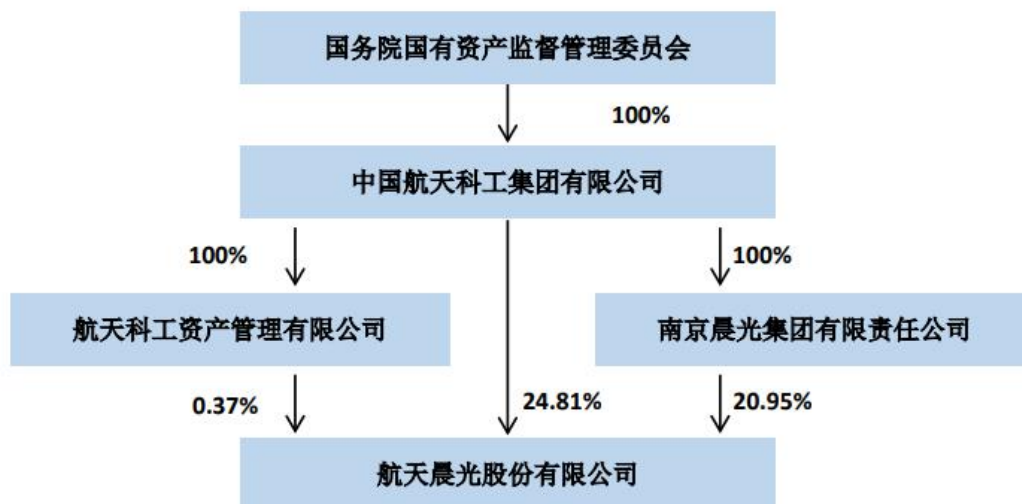 国务院国有资产监督管理委员会
100%
中国航天科工集团有限公司
100%
100%
航天科工资产管理有限公司
南京晨光集团有限责任公司
0.37%
24.81%
20.95%
航天晨光股份有限公司